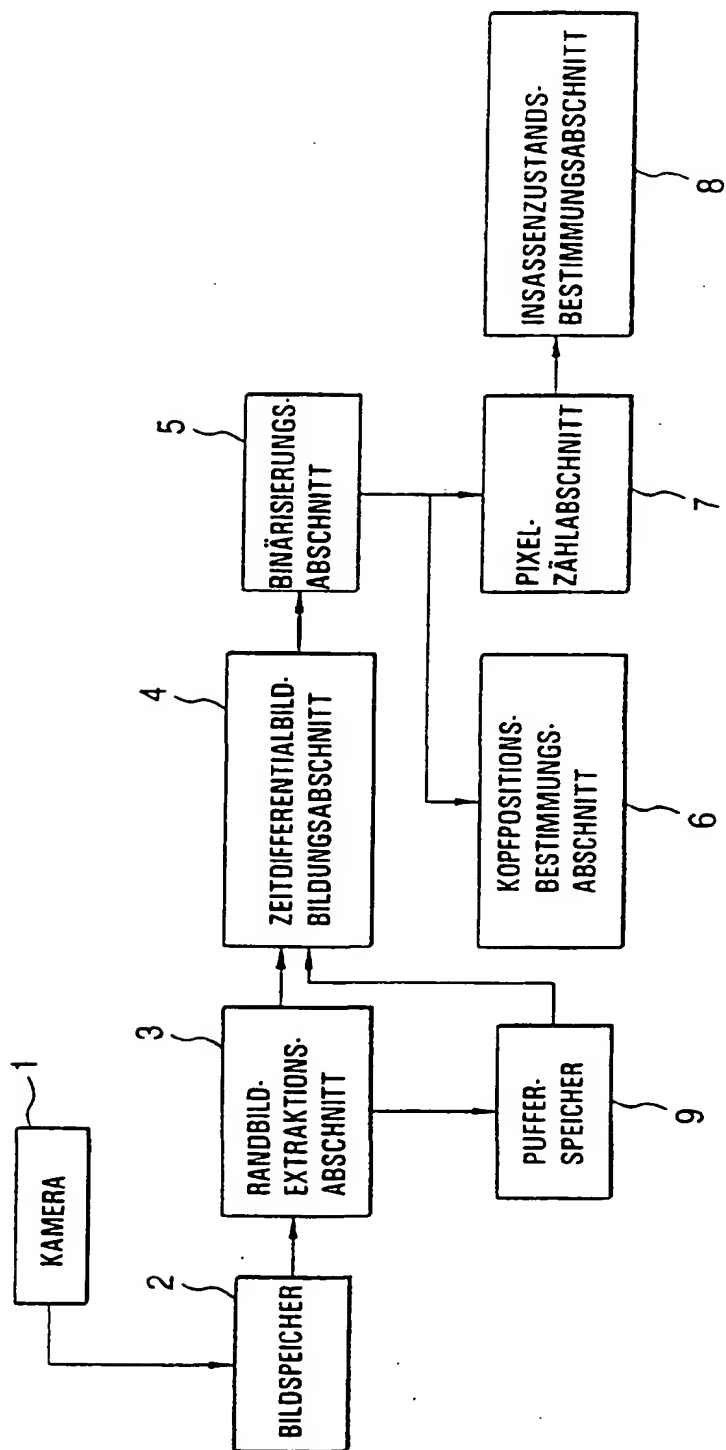 1
KAMERA
2
BILDSPEICHER
3
RANDBILD-
EXTRAKTIONS-
ABSCHNITT
4
ZEITDIFFERENTIALBILD-
BILDUNGSABSCHNITT
5
BINÄRISIERUNGS-
ABSCHNITT
PUFFER-
SPEICHER
9
KOPFPOSITIONS-
BESTIMMUNGS-
ABSCHNITT
6
PIXEL-
ZÄHLABSCHNITT
7
INSASSENZUSTANDS-
BESTIMMUNGSABSCHNITT
8